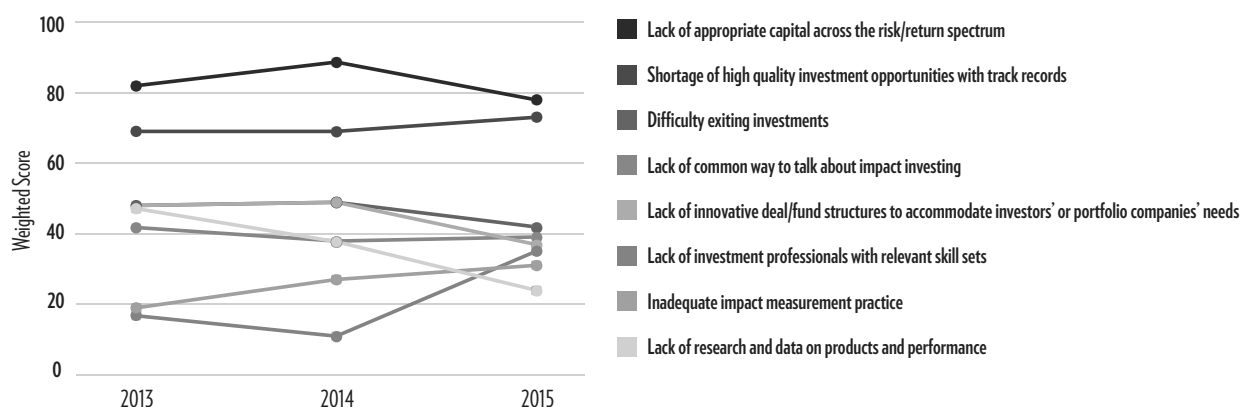 100
80
60
40
20
0
Weighted Score
2013 2014 2015
Lack of appropriate capital across the risk/return spectrum
Shortage of high quality investment opportunities with track records
Difficulty exiting investments
Lack of common way to talk about impact investing
Lack of innovative deal/fund structures to accommodate investors’ or portfolio companies’ needs
Lack of investment professionals with relevant skill sets
Inadequate impact measurement practice
Lack of research and data on products and performance